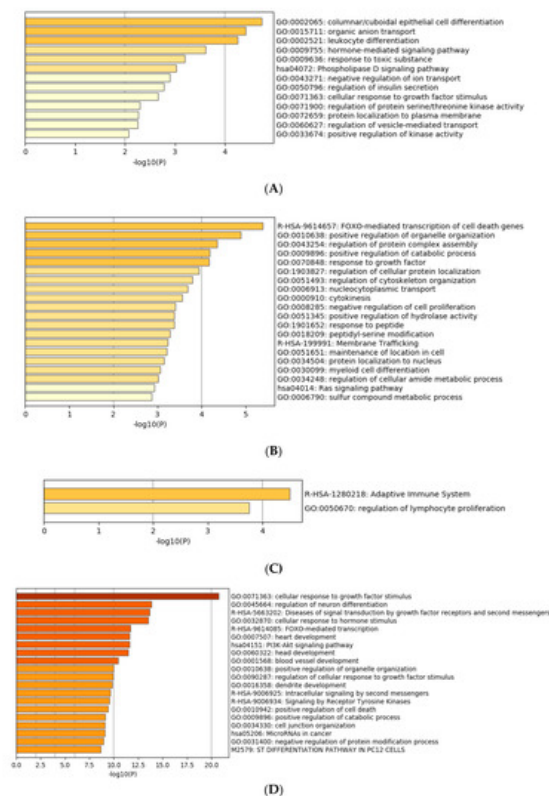 GO:0002065: columnar/cuboidal epithelial cell differentiation
GO:0015711: organic anion transport
GO:0002521: leukocyte differentiation
GO:0009755: hormone-mediated signaling pathway
GO:0009636: response to toxic substance
hsa04072: Phospholipase D signaling pathway
GO:0043271: negative regulation of ion transport
GO:0050796: regulation of insulin secretion
GO:0071363: cellular response to growth factor stimulus
GO:0071900: regulation of protein serine/threonine kinase activity
GO:0072659: protein localization to plasma membrane
GO:0060627: regulation of vesicle-mediated transport
GO:0033674: positive regulation of kinase activity
0 1 2 3 4
-log10(P)
(A)
R-HSA-9614657: FOXO-mediated transcription of cell death genes
GO:0010638: positive regulation of organelle organization
GO:0043254: regulation of protein complex assembly
GO:0009896: positive regulation of catabolic process
GO:0070848: response to growth factor
GO:1903827: regulation of cellular protein localization
GO:0051493: regulation of cytoskeleton organization
GO:0006913: nucleocytoplasmic transport
GO:0000910: cytokinesis
GO:0008285: negative regulation of cell proliferation
GO:0051345: positive regulation of hydrolase activity
GO:1901652: response to peptide
GO:0018209: peptidyl-serine modification
R-HSA-199991: Membrane Trafficking
GO:0051651: maintenance of location in cell
GO:0034504: protein localization to nucleus
GO:0030099: myeloid cell differentiation
GO:0034248: regulation of cellular amide metabolic process
hsa04014: Ras signaling pathway
GO:0006790: sulfur compound metabolic process
0 1 2 3 4 5
-log10(P)
(B)
R-HSA-1280218: Adaptive Immune System
GO:0050670: regulation of lymphocyte proliferation
0 1 2 3 4
-log10(P)
(C)
GO:0071363: cellular response to growth factor stimulus
GO:0045664: regulation of neuron differentiation
R-HSA-5663202: Diseases of signal transduction by growth factor receptors and second messengers
GO:0032870: cellular response to hormone stimulus
R-HSA-9614085: FOXO-mediated transcription
GO:0007507: heart development
hsa04151: PI3K-Akt signaling pathway
GO:0060322: head development
GO:0001568: blood vessel development
GO:0010638: positive regulation of organelle organization
GO:0090287: regulation of cellular response to growth factor stimulus
GO:0016358: dendrite development
R-HSA-9006925: Intracellular signaling by second messengers
R-HSA-9006934: Signaling by Receptor Tyrosine Kinases
GO:0010942: positive regulation of cell death
GO:0009896: positive regulation of catabolic process
GO:0034330: cell junction organization
hsa05206: MicroRNAs in cancer
GO:0031400: negative regulation of protein modification process
M2579: ST DIFFERENTIATION PATHWAY IN PC12 CELLS
0.0 2.5 5.0 7.5 10.0 12.5 15.0 17.5 20.0
-log10(P)
(D)